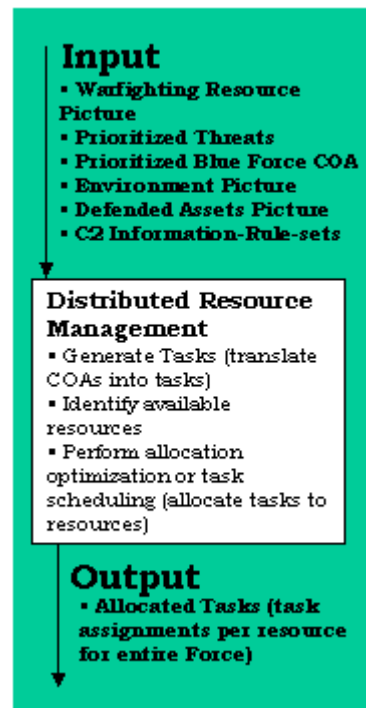 Input
▪ Warfighting Resource
Picture
▪ Prioritized Threats
▪ Prioritized Blue Force COA
▪ Environment Picture
▪ Defended Assets Picture
▪ C2 Information-Rule-sets
Distributed Resource
Management
▪ Generate Tasks (translate
COAs into tasks)
▪ Identify available
resources
▪ Perform allocation
optimization or task
scheduling (allocate tasks to
resources)
Output
▪ Allocated Tasks (task
assignments per resource
for entire Force)